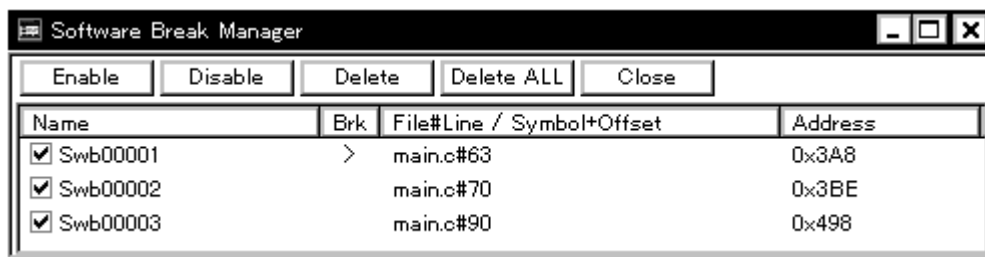 Software Break Manager
Enable Disable Delete Delete ALL Close
Name Brk File#Line / Symbol+Offset Address
Swb00001 > main.c#63 0x3A8
Swb00002 main.c#70 0x3BE
Swb00003 main.c#90 0x498